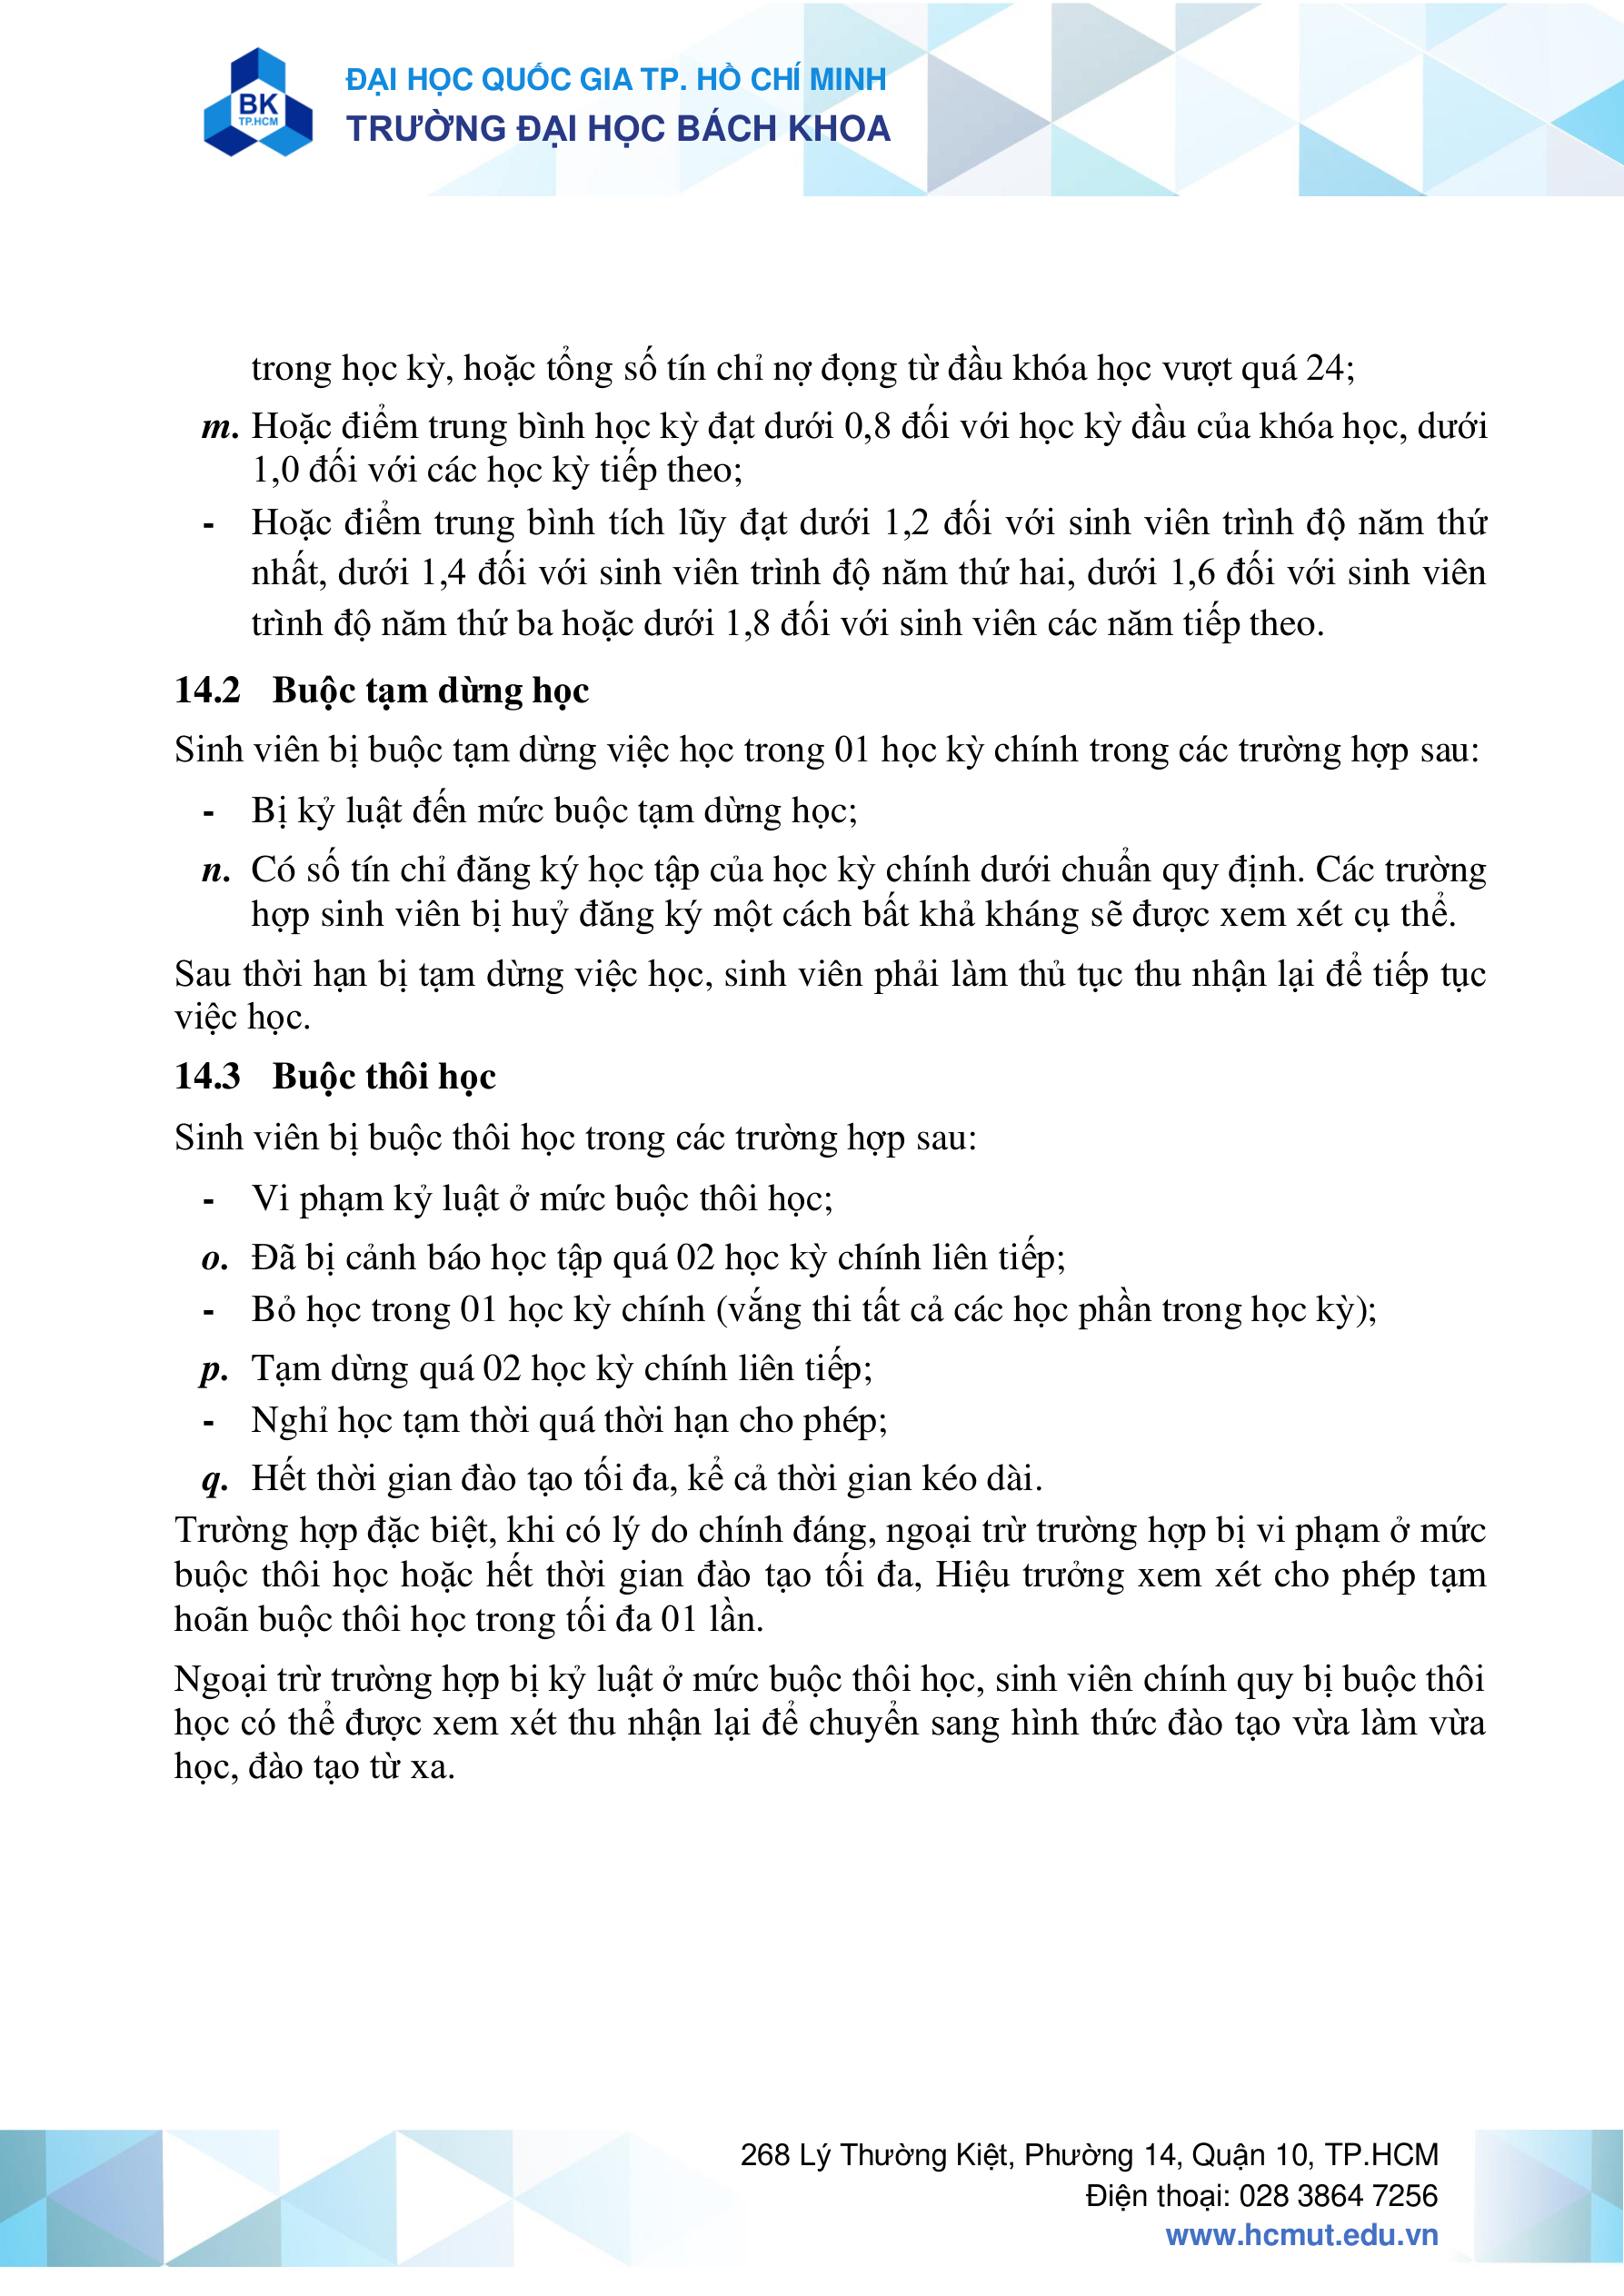 BK
TP.HCM
ĐẠI HỌC QUỐC GIA TP. HỒ CHÍ MINH
TRƯỜNG ĐẠI HỌC BÁCH KHOA
trong học kỳ, hoặc tổng số tín chỉ nợ đọng từ đầu khóa học vượt quá 24;
m. Hoặc điểm trung bình học kỳ đạt dưới 0,8 đối với học kỳ đầu của khóa học, dưới
1,0 đối với các học kỳ tiếp theo;
- Hoặc điểm trung bình tích lũy đạt dưới 1,2 đối với sinh viên trình độ năm thứ
nhất, dưới 1,4 đối với sinh viên trình độ năm thứ hai, dưới 1,6 đối với sinh viên
trình độ năm thứ ba hoặc dưới 1,8 đối với sinh viên các năm tiếp theo.
14.2 Buộc tạm dừng học
Sinh viên bị buộc tạm dừng việc học trong 01 học kỳ chính trong các trường hợp sau:
- Bị kỷ luật đến mức buộc tạm dừng học;
n. Có số tín chỉ đăng ký học tập của học kỳ chính dưới chuẩn quy định. Các trường
hợp sinh viên bị huỷ đăng ký một cách bất khả kháng sẽ được xem xét cụ thể.
Sau thời hạn bị tạm dừng việc học, sinh viên phải làm thủ tục thu nhận lại để tiếp tục
việc học.
14.3 Buộc thôi học
Sinh viên bị buộc thôi học trong các trường hợp sau:
- Vi phạm kỷ luật ở mức buộc thôi học;
o. Đã bị cảnh báo học tập quá 02 học kỳ chính liên tiếp;
- Bỏ học trong 01 học kỳ chính (vắng thi tất cả các học phần trong học kỳ);
p. Tạm dừng quá 02 học kỳ chính liên tiếp;
- Nghỉ học tạm thời quá thời hạn cho phép;
q. Hết thời gian đào tạo tối đa, kể cả thời gian kéo dài.
Trường hợp đặc biệt, khi có lý do chính đáng, ngoại trừ trường hợp bị vi phạm ở mức
buộc thôi học hoặc hết thời gian đào tạo tối đa, Hiệu trưởng xem xét cho phép tạm
hoãn buộc thôi học trong tối đa 01 lần.
Ngoại trừ trường hợp bị kỷ luật ở mức buộc thôi học, sinh viên chính quy bị buộc thôi
học có thể được xem xét thu nhận lại để chuyển sang hình thức đào tạo vừa làm vừa
học, đào tạo từ xa.
268 Lý Thường Kiệt, Phường 14, Quận 10, TP.HCM
Điện thoại: 028 3864 7256
www.hcmut.edu.vn